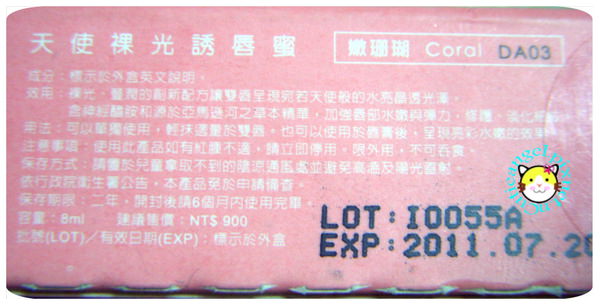 天使裸光誘唇蜜
嫩珊瑚 Coral DA03
成分：標示於外盒英文說明。
效用：裸光、豐潤的創新配方讓雙唇呈現宛若天使般的水亮晶透光澤。
含神經醯胺和源於亞馬遜河之草本精華，加強唇部水嫩與彈力、修護、淡化細紋
用法：可以單獨使用，輕抹適量於雙唇。也可以使用於唇膏後，呈現亮彩水嫩的效果
注意事項：使用此產品如有紅腫不適，請立即停用。限外用，不可吞食。
保存方式：請置於兒童拿取不到的陰涼通風處並避免高溫及陽光直射。
依行政院衛生署公告，本產品免於申請備查。
保存期限：二年，開封後請6個月內使用完畢。
容量：8ml 建議售價：NT$ 900
批號(LOT)／有效日期(EXP)：標示於外盒
。
LOT:I0055A
EXP:2011.07.20